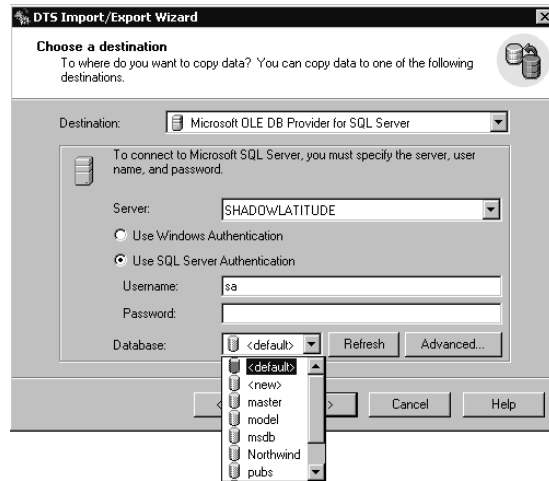 DTS Import/Export Wizard
Choose a destination
To where do you want to copy data? You can copy data to one of the following
destinations.
Destination: Microsoft OLE DB Provider for SQL Server
To connect to Microsoft SQL Server, you must specify the server, user
name, and password.
Server: SHADOWLATITUDE
Use Windows Authentication
Use SQL Server Authentication
Username: sa
Password:
Database: <default> Refresh Advanced...
<default>
<new>
master
< > Cancel Help
model
msdb
Northwind
pubs